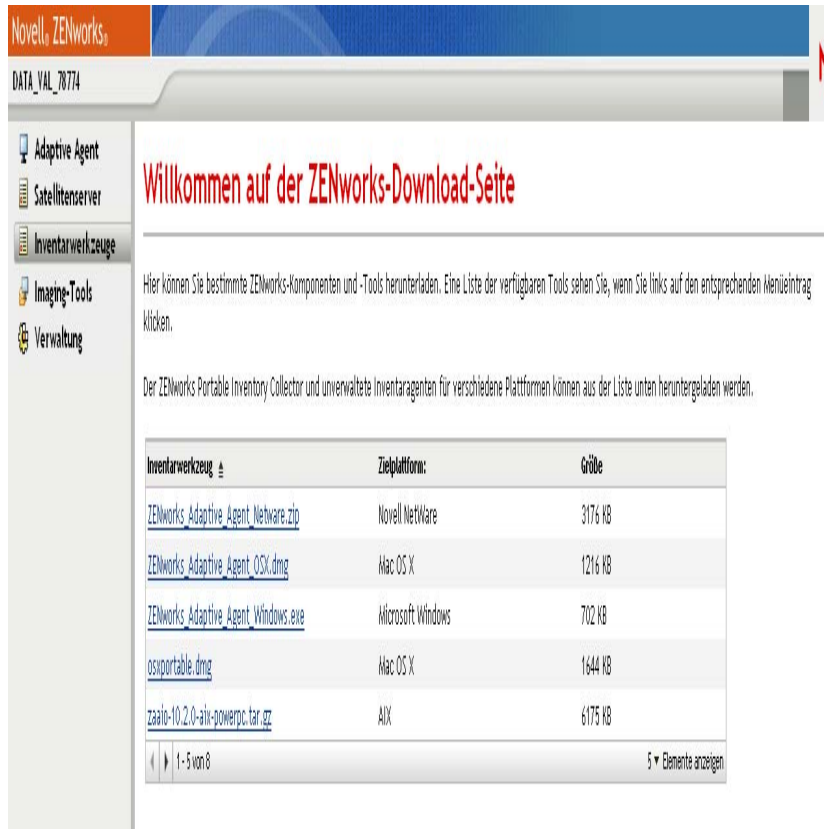 Novell® ZENworks®
DATA_VAL_78774
Adaptive Agent
Satellitenserver
Inventarwerkzeuge
Imaging-Tools
Verwaltung
Willkommen auf der ZENworks-Download-Seite
Hier können Sie bestimmte ZENworks-Komponenten und -Tools herunterladen. Eine Liste der verfügbaren Tools sehen Sie, wenn Sie links auf den entsprechenden Menüeintrag
klicken.
Der ZENworks Portable Inventory Collector und unverwaltete Inventaragenten für verschiedene Plattformen können aus der Liste unten heruntergeladen werden.
Inventarwerkzeug Zielplattform: Größe
ZENworks_Adaptive_Agent_Netware.zip Novell NetWare 3176 KB
ZENworks_Adaptive_Agent_OSX.dmg Mac OS X 1216 KB
ZENworks_Adaptive_Agent_Windows.exe Microsoft Windows 702 KB
osxportable.dmg Mac OS X 1644 KB
zaaio-10.2.0-aix-powerpc.tar.gz AIX 6175 KB
1 - 5 von 8 5 Elemente anzeigen